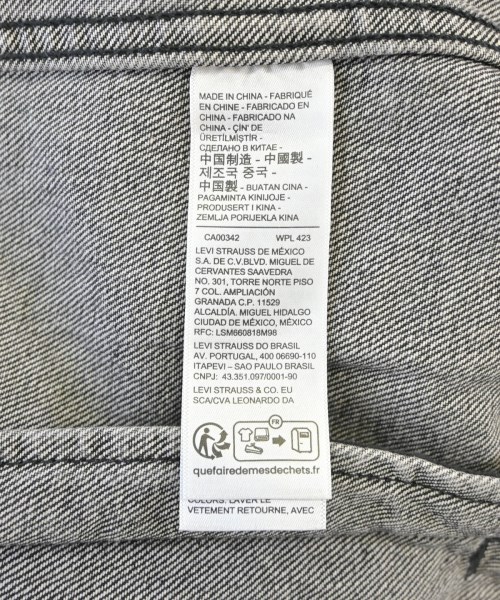 MADE IN CHINA - FABRIQUÉ
EN CHINE - FABRICADO EN
CHINA - FABRICADO NA
CHINA - ÇİN' DE
ÜRETİLMİŞTİR -
СДЕЛАНО В КИТАЕ -
中国制造 - 中國製 -
제조국 중국 -
中国製 - BUATAN CINA -
PAGAMINTA KINIJOJE -
PRODUSERT I KINA -
ZEMLJA PORIJEKLA KINA
CA00342 WPL 423
LEVI STRAUSS DE MÉXICO
S.A. DE C.V.BLVD. MIGUEL DE
CERVANTES SAAVEDRA
NO. 301, TORRE NORTE PISO
7 COL. AMPLIACIÓN
GRANADA C.P. 11529
ALCALDÍA. MIGUEL HIDALGO
CIUDAD DE MÉXICO, MÉXICO
RFC: LSM660818M98
LEVI STRAUSS DO BRASIL
AV. PORTUGAL, 400 06690-110
ITAPEVI – SAO PAULO BRASIL
CNPJ: 43.351.097/0001-90
LEVI STRAUSS & CO. EU
SCA/CVA LEONARDO DA
FR
quefairedemesdechets.fr
COLORS. LAVER LE
VETEMENT RETOURNE, AVEC